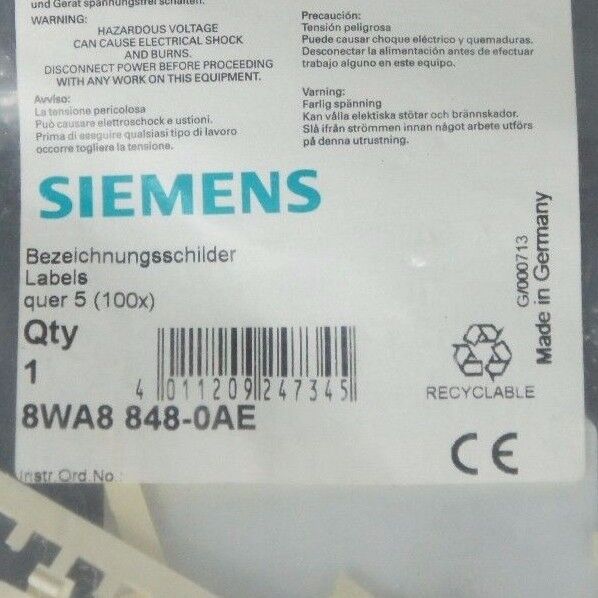 und Gerät spannungsfrei schalten.
WARNING:
HAZARDOUS VOLTAGE
CAN CAUSE ELECTRICAL SHOCK
AND BURNS.
DISCONNECT POWER BEFORE PROCEEDING
WITH ANY WORK ON THIS EQUIPMENT.
Avviso:
La tensione pericolosa
Può causare elettroschock e ustioni.
Prima di eseguire qualsiasi tipo di lavoro
occorre togliere la tensione.
Precaución:
Tensión peligrosa
Puede causar choque eléctrico y quemaduras.
Desconectar la alimentación antes de efectuar
trabajo alguno en este equipo.
Varning:
Farlig spänning
Kan vålla elektiska stötar och brännskador.
Slå ifrån strömmen innan något arbete utförs
på denna utrustning.
SIEMENS
Bezeichnungsschilder
Labels
quer 5 (100x)
Qty
1
4 011209 247345
8WA8 848-0AE
Instr.Ord.No.:
RECYCLABLE
CE
G/000713
Made in Germany